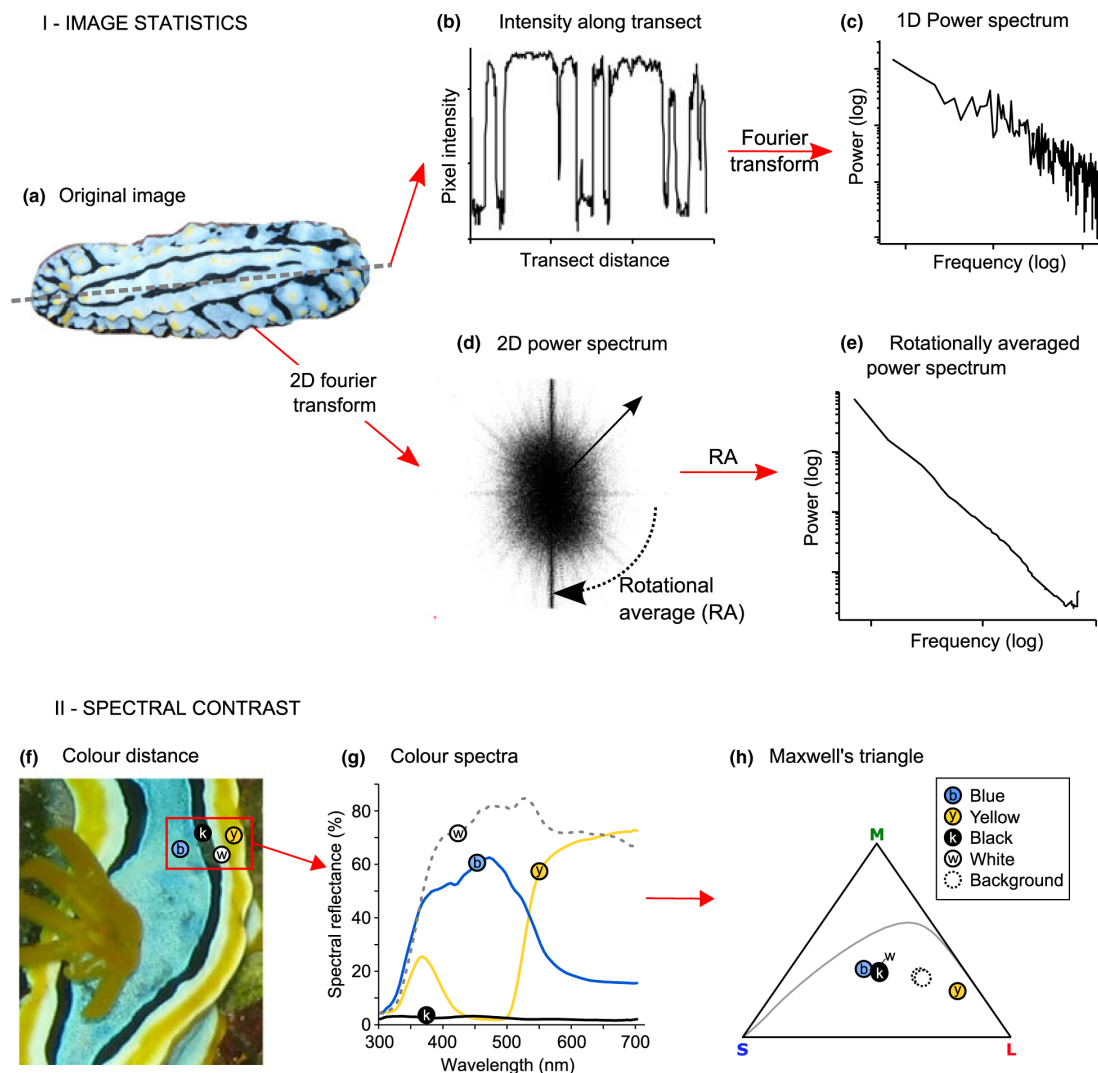 I - IMAGE STATISTICS
(a) Original image
(b) Intensity along transect
Pixel intensity
Transect distance
Fourier
transform
(c) 1D Power spectrum
Power (log)
Frequency (log)
2D fourier
transform
(d) 2D power spectrum
Rotational
average (RA)
RA
(e) Rotationally averaged
power spectrum
Power (log)
Frequency (log)
II - SPECTRAL CONTRAST
(f) Colour distance
b k w y
(g) Colour spectra
Spectral reflectance (%)
80
60
40
20
0
300 400 500 600 700
Wavelength (nm)
w
b
y
k
(h) Maxwell's triangle
b Blue
y Yellow
k Black
w White
Background
M
w
b k y
S L